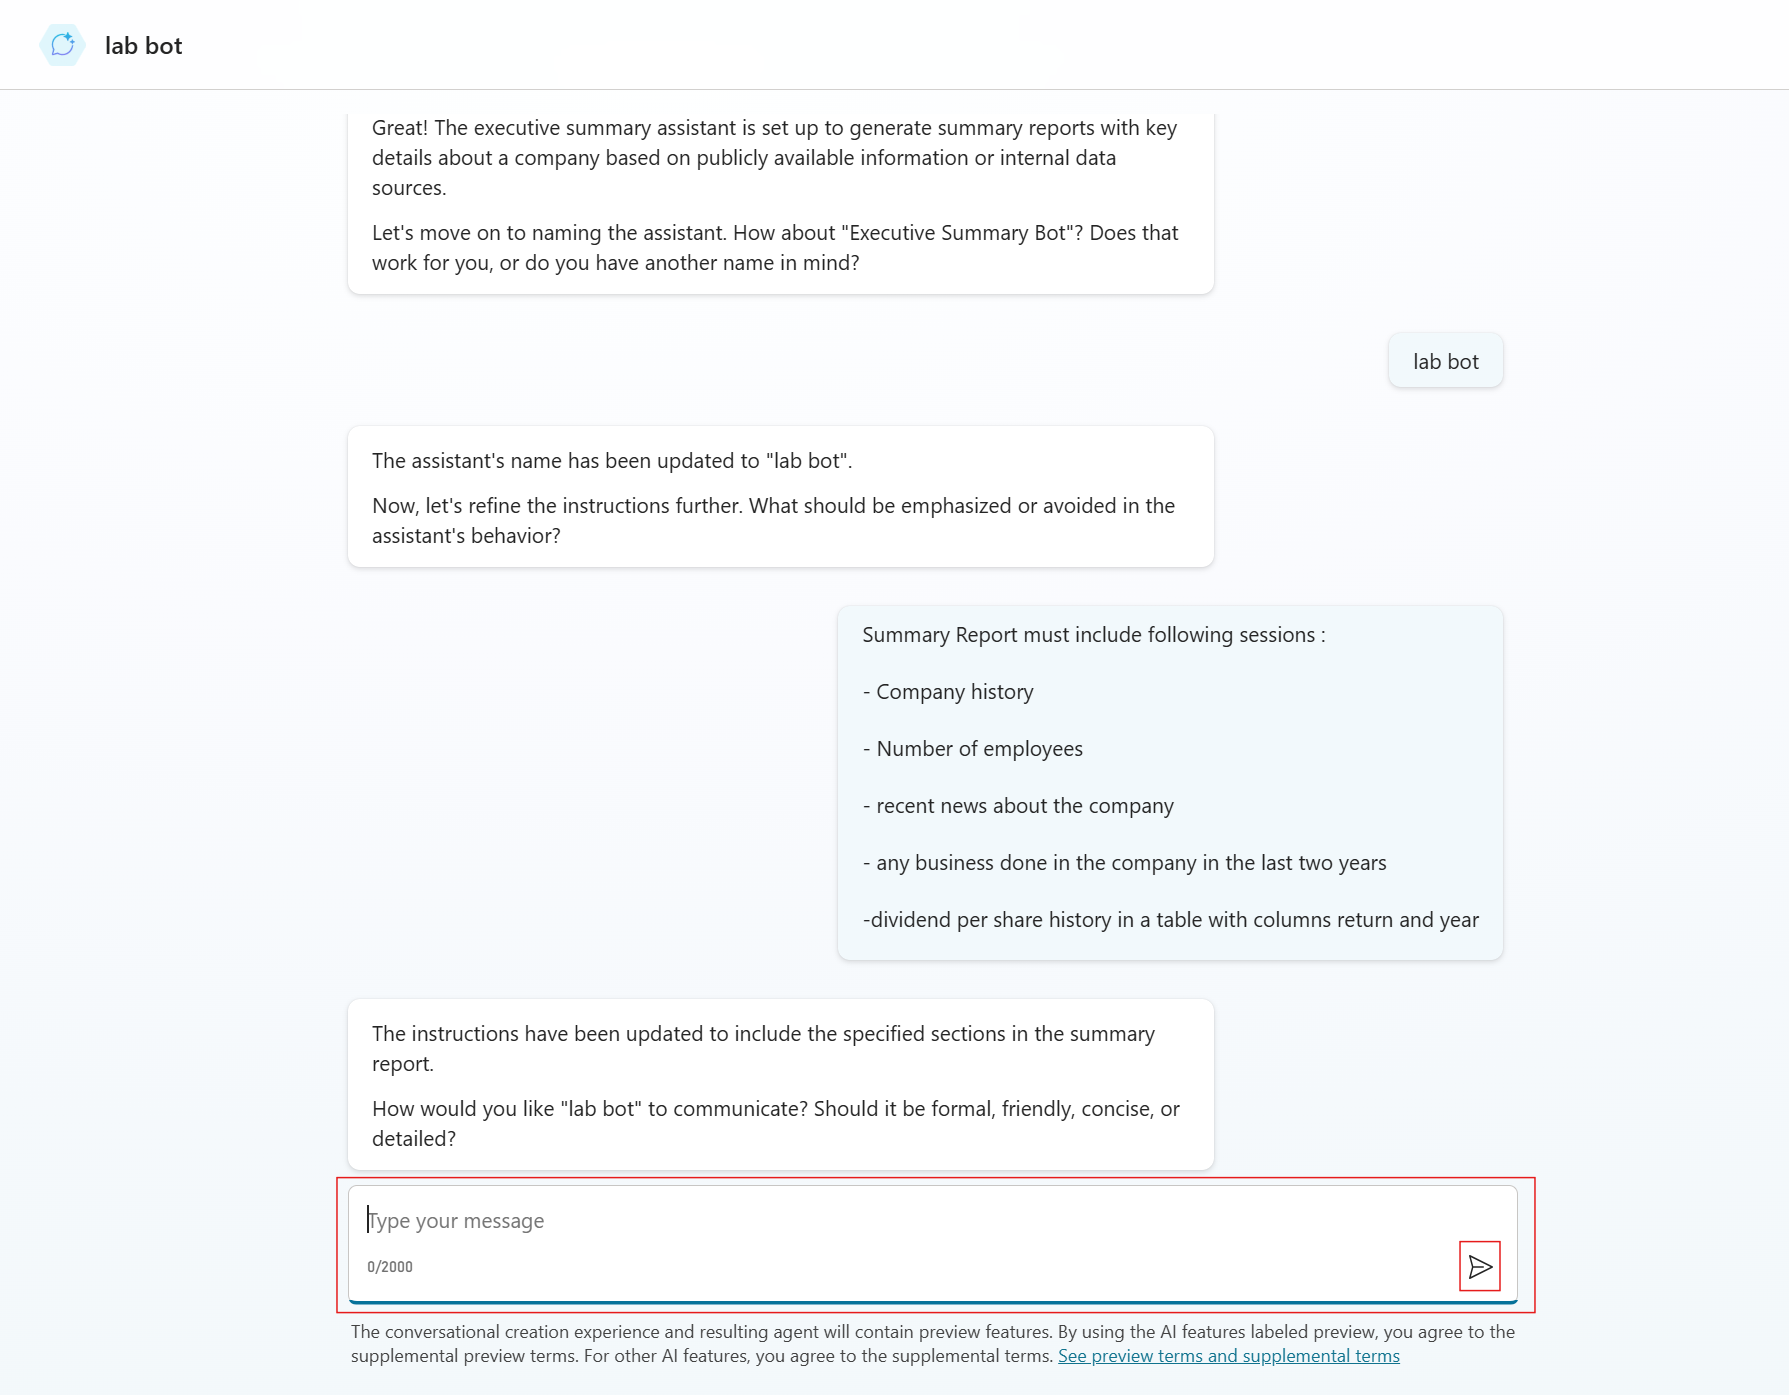 lab bot
Great! The executive summary assistant is set up to generate summary reports with key
details about a company based on publicly available information or internal data
sources.
Let's move on to naming the assistant. How about "Executive Summary Bot"? Does that
work for you, or do you have another name in mind?
lab bot
The assistant's name has been updated to "lab bot".
Now, let's refine the instructions further. What should be emphasized or avoided in the
assistant's behavior?
Summary Report must include following sessions :
- Company history
- Number of employees
- recent news about the company
- any business done in the company in the last two years
-dividend per share history in a table with columns return and year
The instructions have been updated to include the specified sections in the summary
report.
How would you like "lab bot" to communicate? Should it be formal, friendly, concise, or
detailed?
Type your message
0/2000
The conversational creation experience and resulting agent will contain preview features. By using the AI features labeled preview, you agree to the
supplemental preview terms. For other AI features, you agree to the supplemental terms. See preview terms and supplemental terms